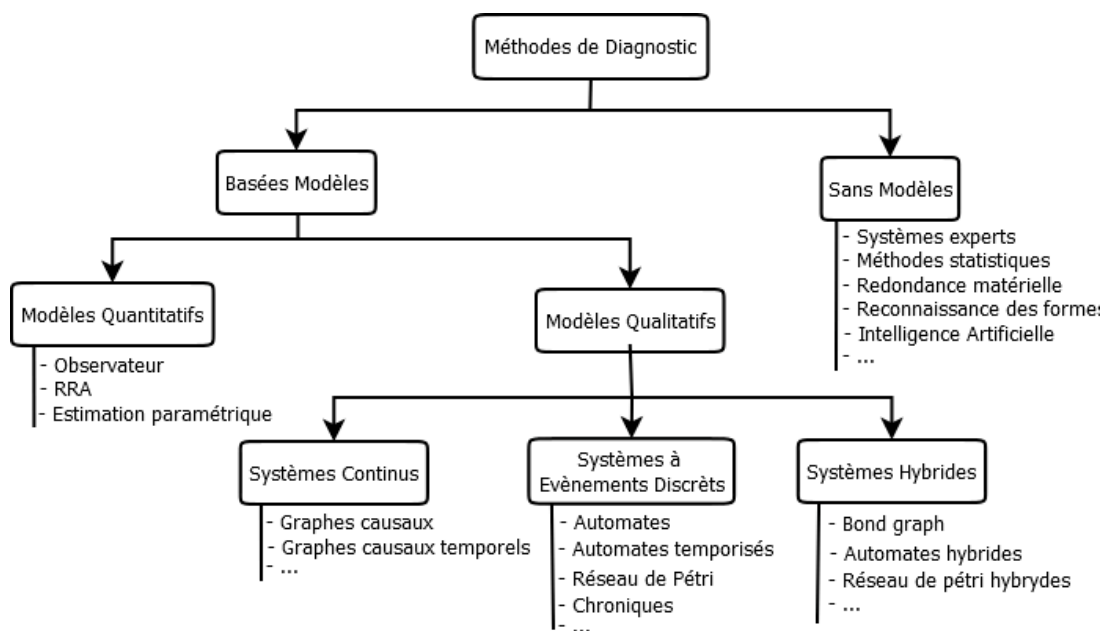 Méthodes de Diagnostic
Basées Modèles
Sans Modèles
- Systèmes experts
- Méthodes statistiques
- Redondance matérielle
- Reconnaissance des formes
- Intelligence Artificielle
- ...
Modèles Quantitatifs
- Observateur
- RRA
- Estimation paramétrique
Modèles Qualitatifs
Systèmes Continus
- Graphes causaux
- Graphes causaux temporels
- ...
Systèmes à
Evènements Discrèts
- Automates
- Automates temporisés
- Réseau de Pétri
- Chroniques
- ...
Systèmes Hybrides
- Bond graph
- Automates hybrides
- Réseau de pétri hybrydes
- ...